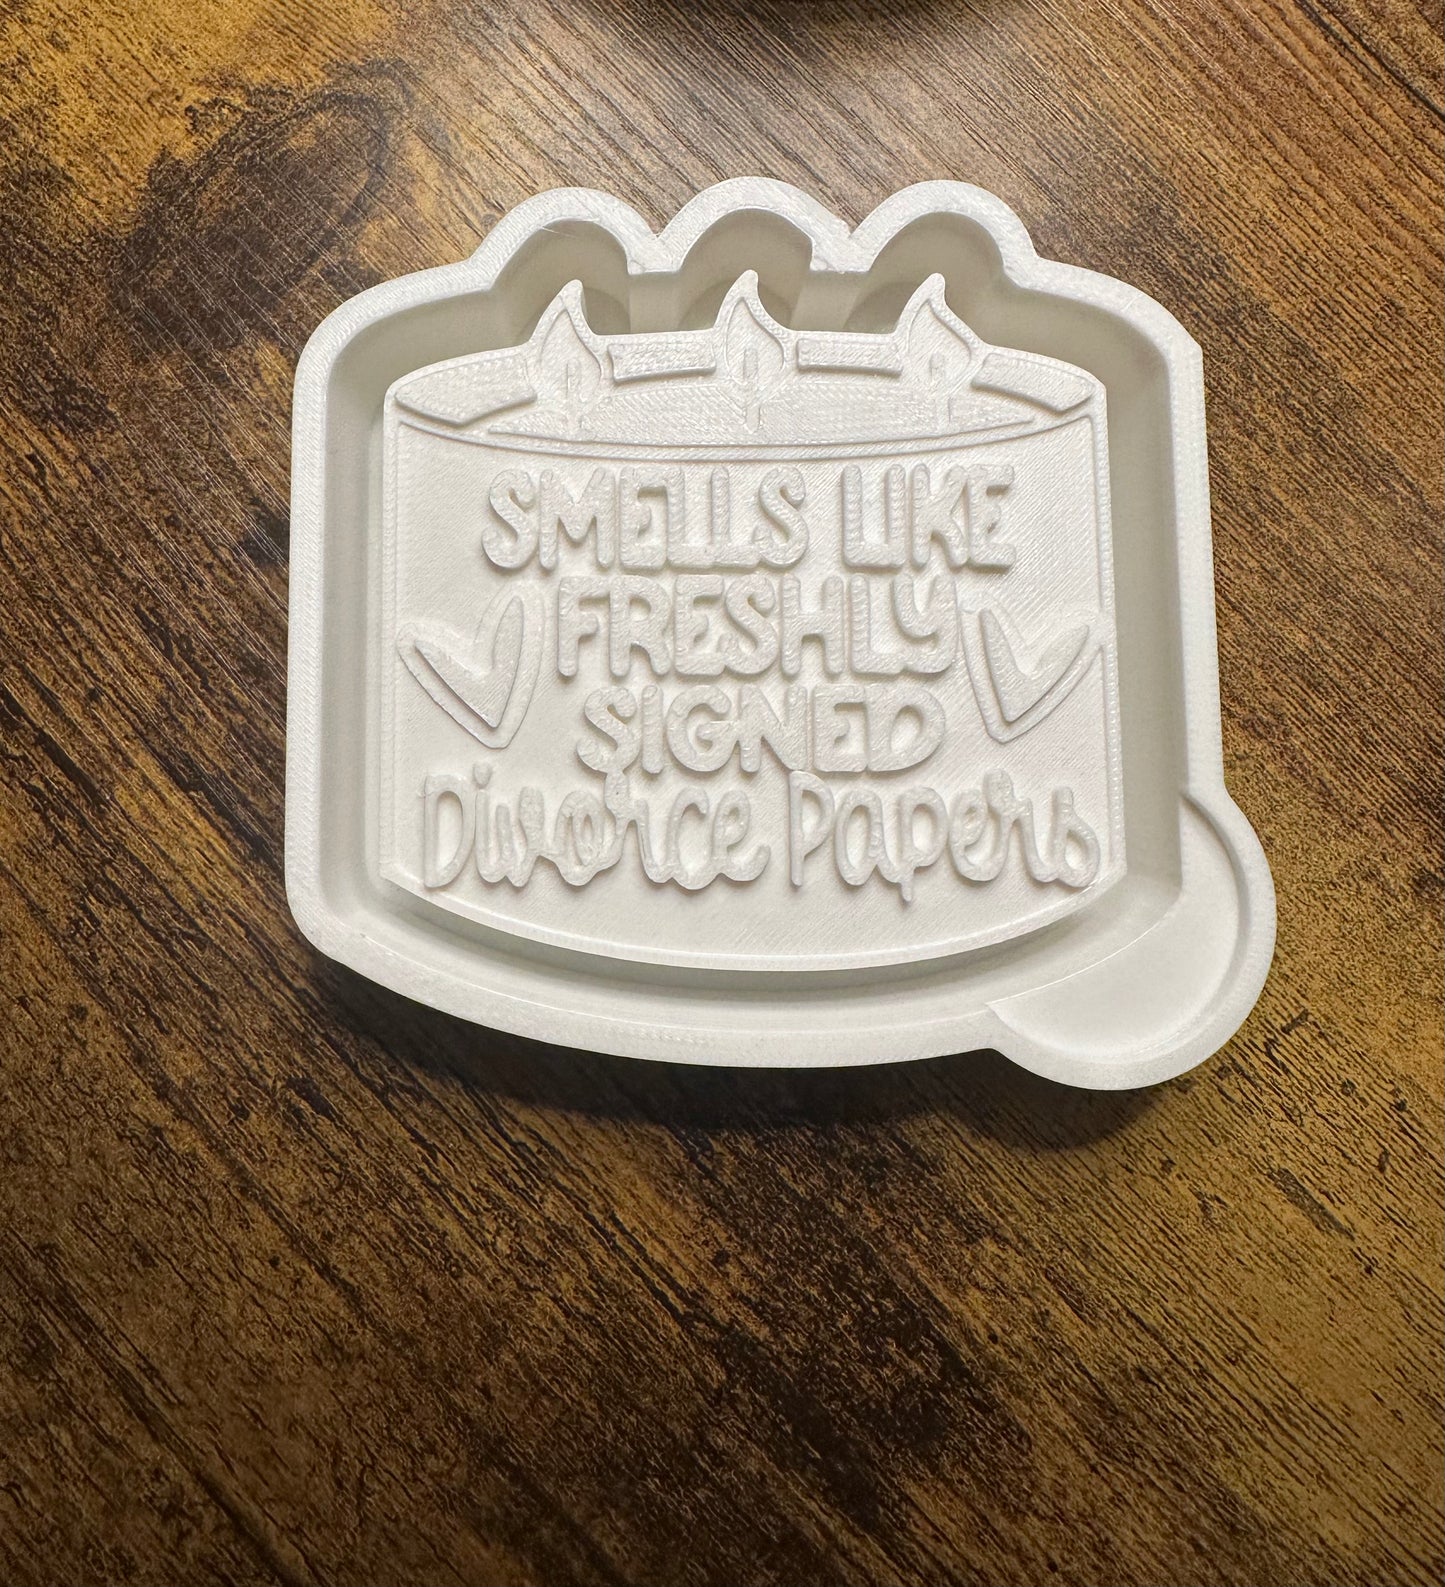 SMELLS LIKE
FRESHLY
SIGNED
Divorce Papers